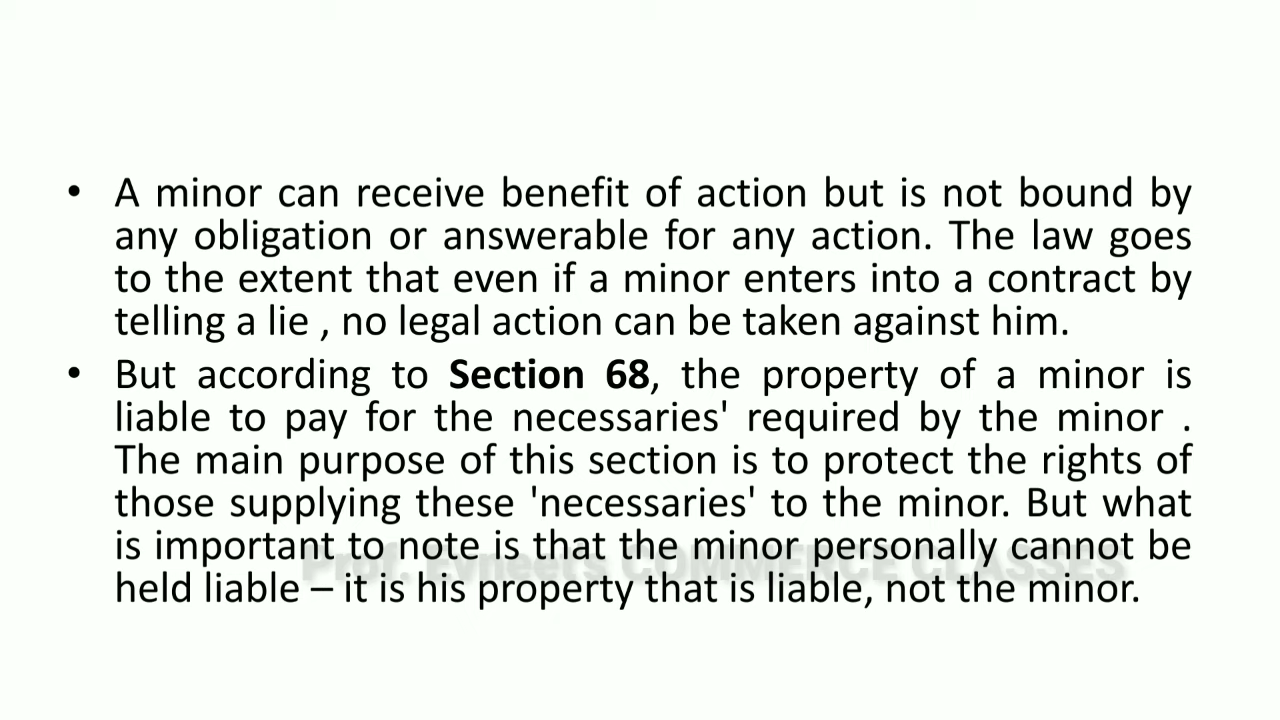 • A minor can receive benefit of action but is not bound by
any obligation or answerable for any action. The law goes
to the extent that even if a minor enters into a contract by
telling a lie , no legal action can be taken against him.
• But according to Section 68, the property of a minor is
liable to pay for the necessaries' required by the minor .
The main purpose of this section is to protect the rights of
those supplying these 'necessaries' to the minor. But what
is important to note is that the minor personally cannot be
held liable – it is his property that is liable, not the minor.
Prof. Evneet's COMMERCE CLASSES